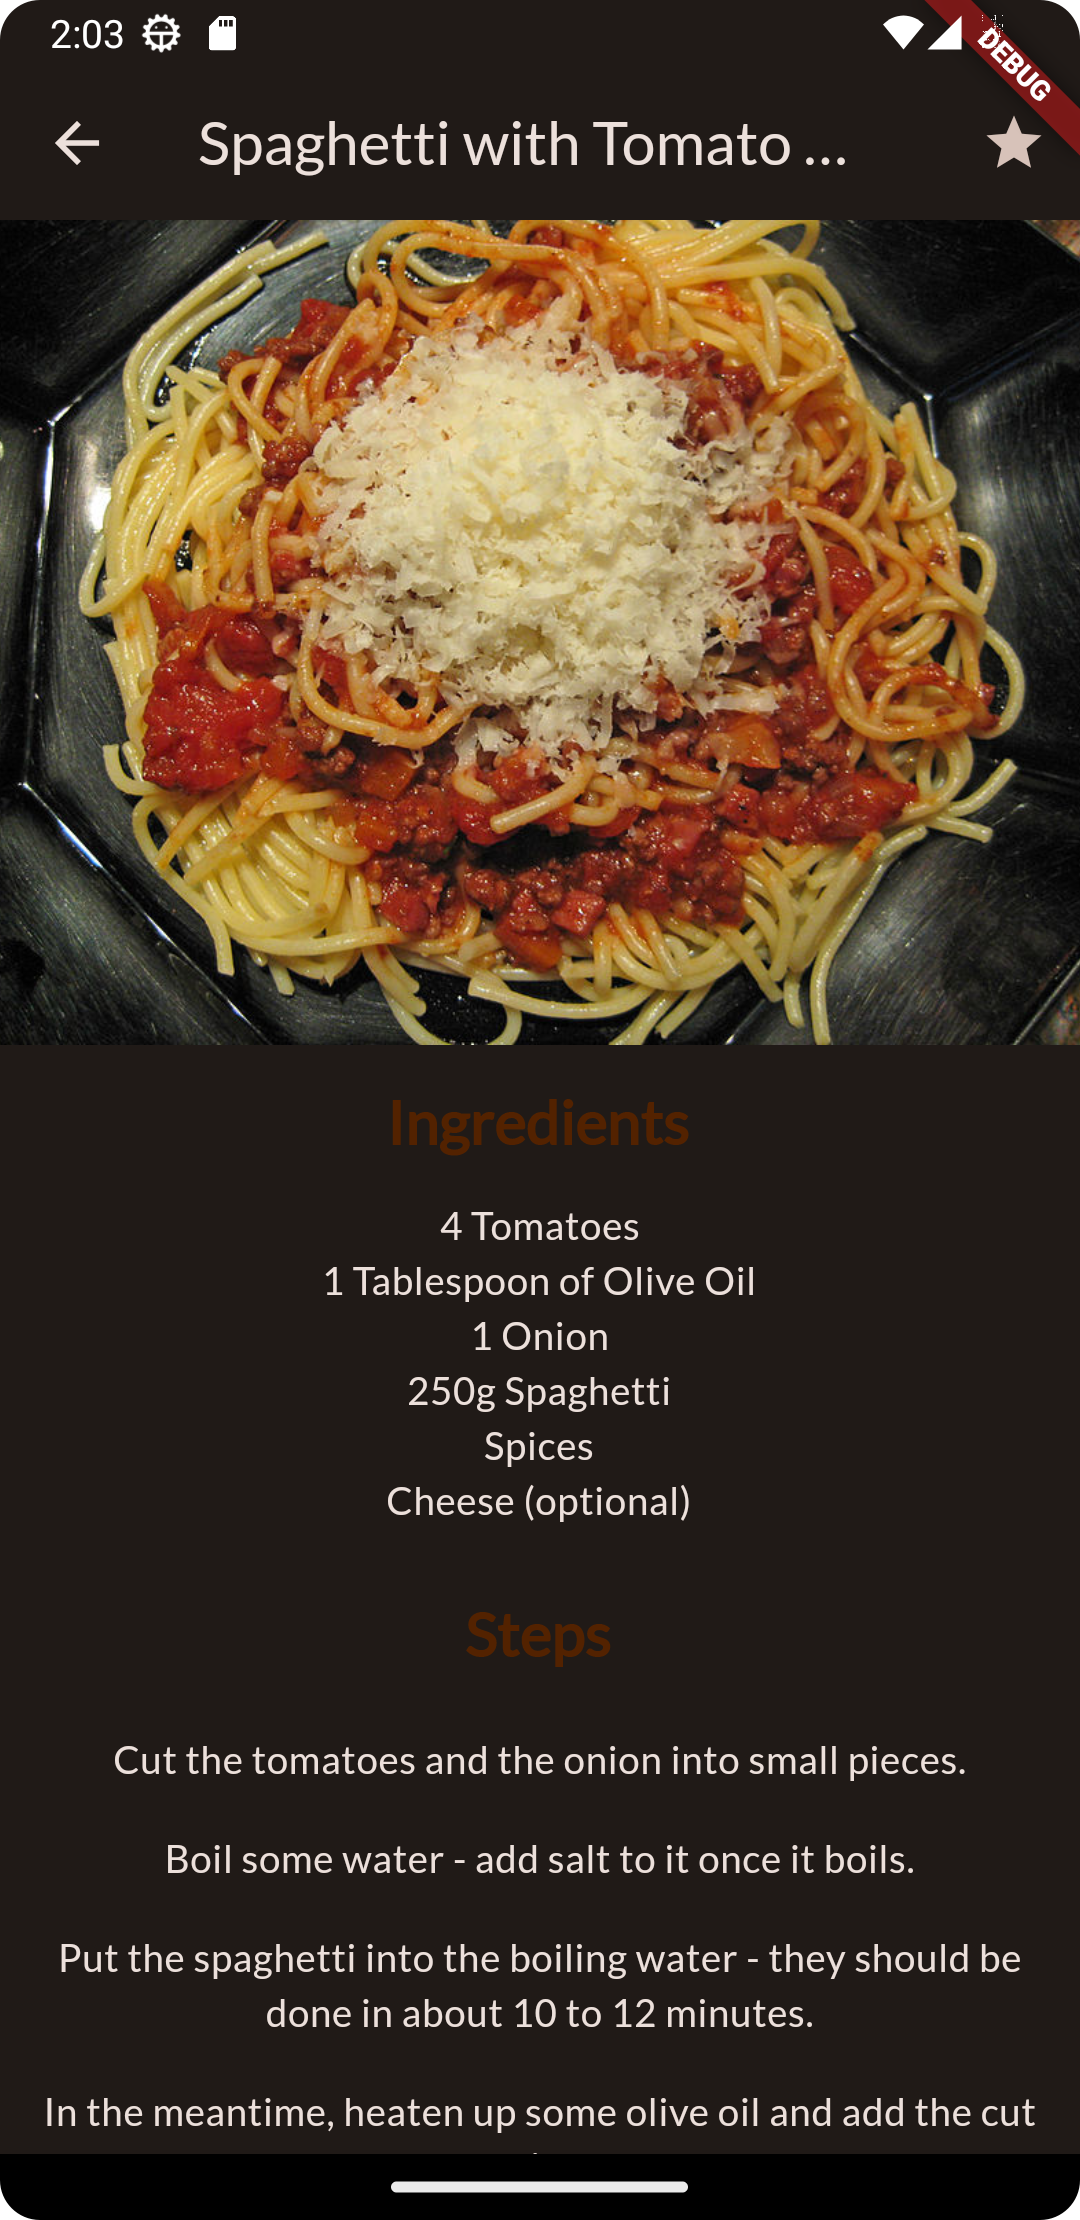 2:03
DEBUG
Spaghetti with Tomato ...
Ingredients
4 Tomatoes
1 Tablespoon of Olive Oil
1 Onion
250g Spaghetti
Spices
Cheese (optional)
Steps
Cut the tomatoes and the onion into small pieces.
Boil some water - add salt to it once it boils.
Put the spaghetti into the boiling water - they should be
done in about 10 to 12 minutes.
In the meantime, heaten up some olive oil and add the cut